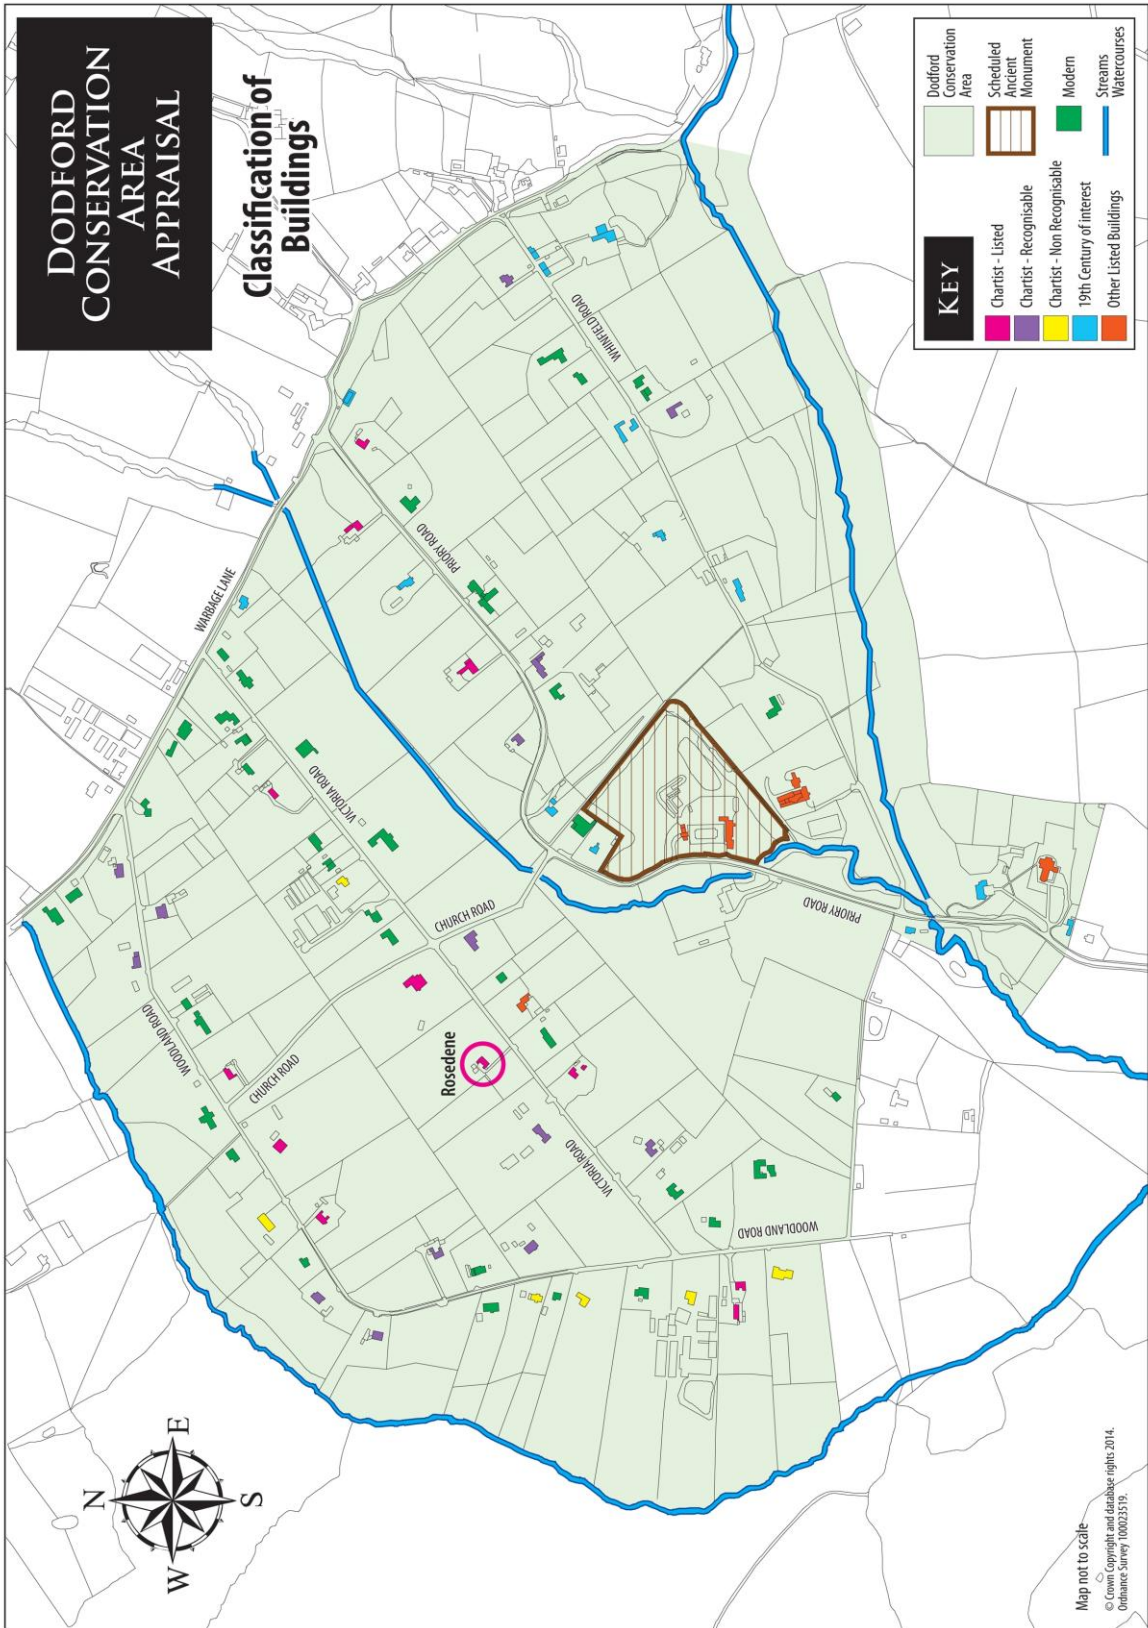 DODFORD
CONSERVATION
AREA
APPRAISAL
Classification of
Buildings
N
E
S
W
WARBAGE LANE
WOODLAND ROAD
VICTORIA ROAD
PRIORY ROAD
WHINFIELD ROAD
CHURCH ROAD
CHURCH ROAD
Rosedene
VICTORIA ROAD
PRIORY ROAD
WOODLAND ROAD
KEY
Chartist - Listed
Chartist - Recognisable
Chartist - Non Recognisable
19th Century of interest
Other Listed Buildings
Dodford
Conservation
Area
Scheduled
Ancient
Monument
Modern
Streams
Watercourses
Map not to scale
© Crown Copyright and database rights 2014.
Ordnance Survey 100023519.